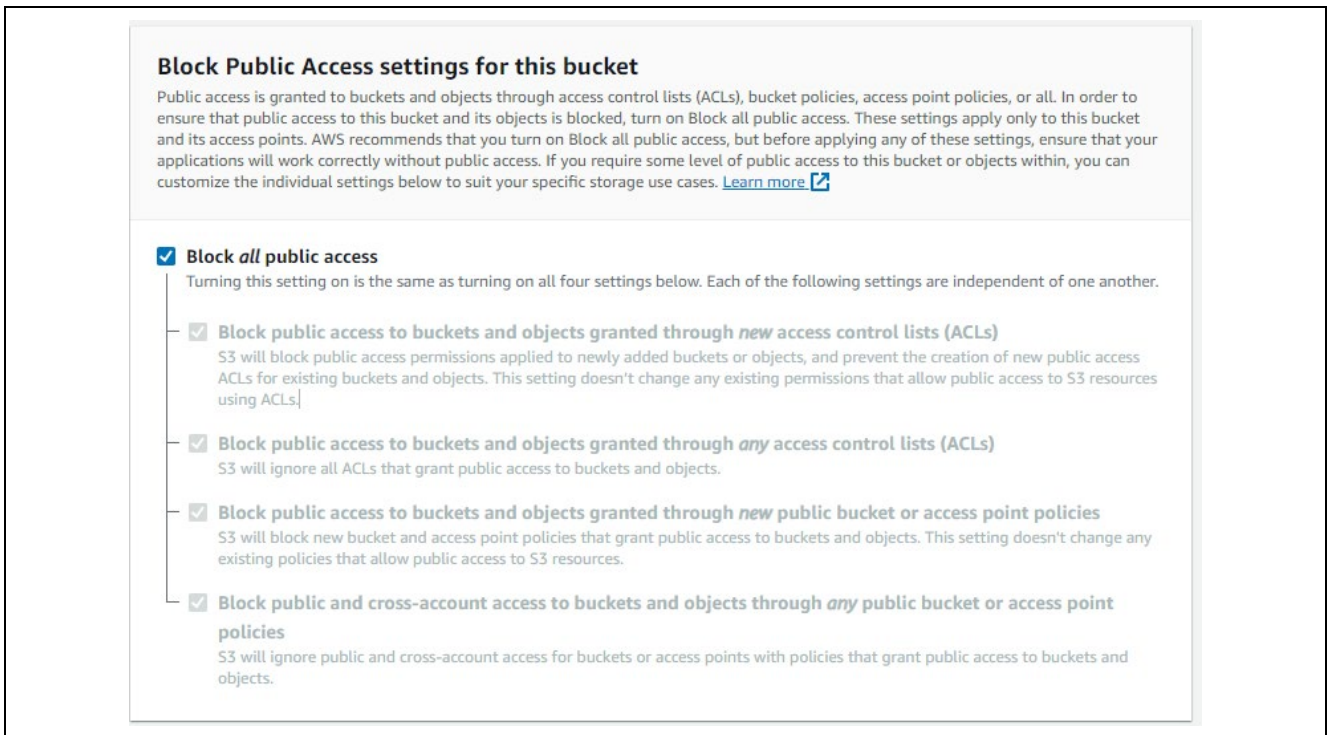 Block Public Access settings for this bucket
Public access is granted to buckets and objects through access control lists (ACLs), bucket policies, access point policies, or all. In order to
ensure that public access to this bucket and its objects is blocked, turn on Block all public access. These settings apply only to this bucket
and its access points. AWS recommends that you turn on Block all public access, but before applying any of these settings, ensure that your
applications will work correctly without public access. If you require some level of public access to this bucket or objects within, you can
customize the individual settings below to suit your specific storage use cases. Learn more
Block all public access
Turning this setting on is the same as turning on all four settings below. Each of the following settings are independent of one another.
Block public access to buckets and objects granted through new access control lists (ACLs)
S3 will block public access permissions applied to newly added buckets or objects, and prevent the creation of new public access
ACLs for existing buckets and objects. This setting doesn't change any existing permissions that allow public access to S3 resources
using ACLs.
Block public access to buckets and objects granted through any access control lists (ACLs)
S3 will ignore all ACLs that grant public access to buckets and objects.
Block public access to buckets and objects granted through new public bucket or access point policies
S3 will block new bucket and access point policies that grant public access to buckets and objects. This setting doesn't change any
existing policies that allow public access to S3 resources.
Block public and cross-account access to buckets and objects through any public bucket or access point
policies
S3 will ignore public and cross-account access for buckets or access points with policies that grant public access to buckets and
objects.